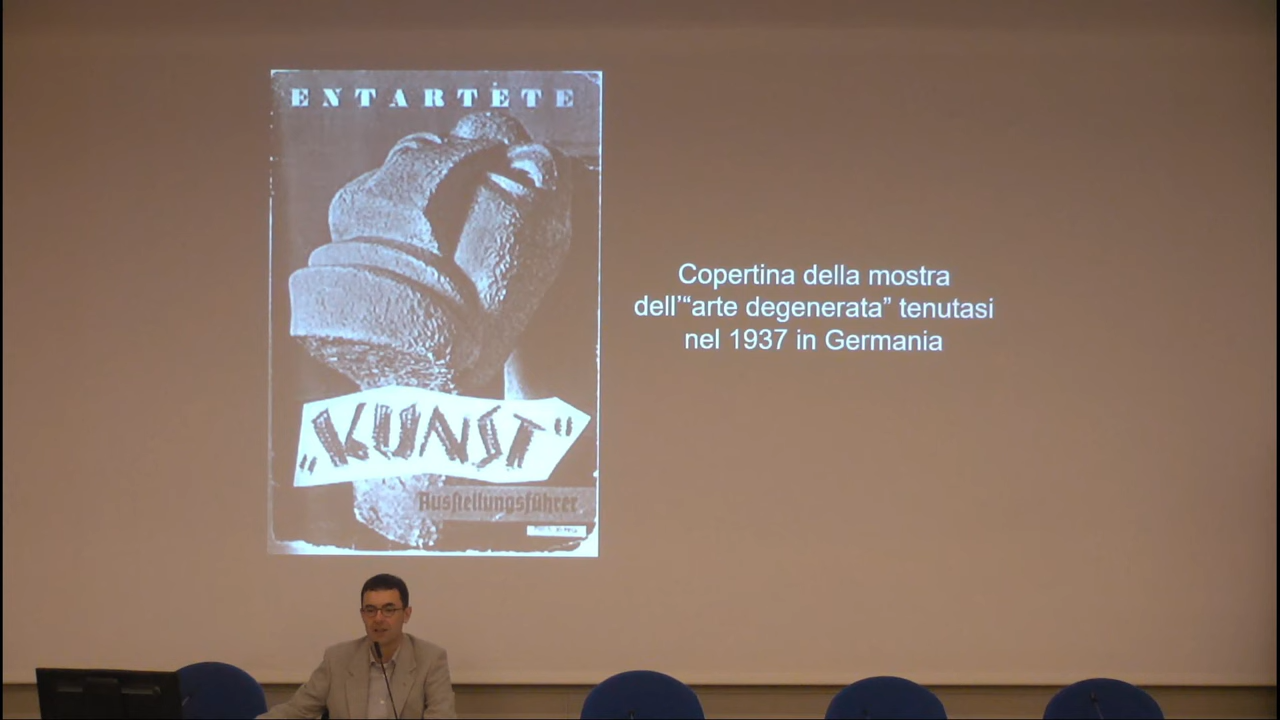 ENTARTETE
„KUNST"
Ausstellungsführer
Copertina della mostra
dell'“arte degenerata” tenutasi
nel 1937 in Germania